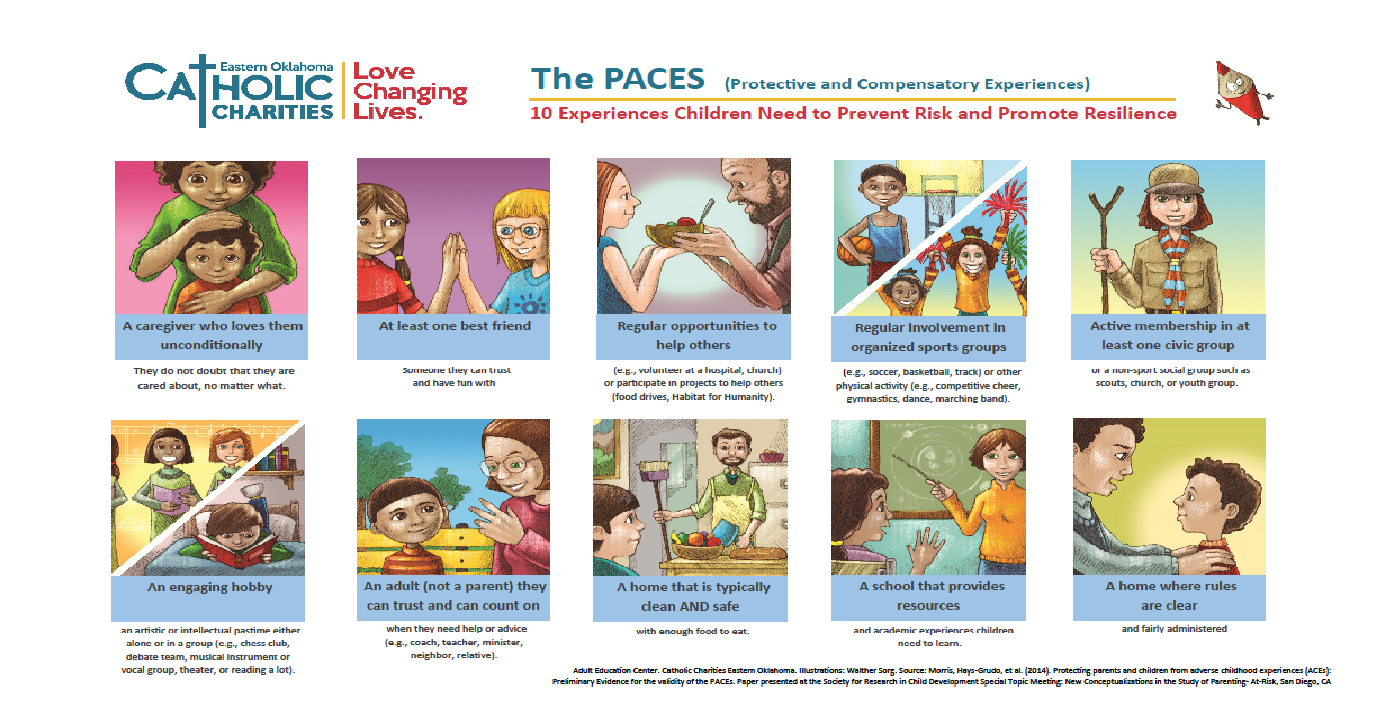 Eastern Oklahoma
CATHOLIC
CHARITIES
Love
Changing
Lives.
The PACES (Protective and Compensatory Experiences)
10 Experiences Children Need to Prevent Risk and Promote Resilience
A caregiver who loves them
unconditionally
They do not doubt that they are
cared about, no matter what.
At least one best friend
Someone they can trust
and have fun with
Regular opportunities to
help others
(e.g., volunteer at a hospital, church)
or participate in projects to help others
(food drives, Habitat for Humanity).
Regular involvement in
organized sports groups
(e.g., soccer, basketball, track) or other
physical activity (e.g., competitive cheer,
gymnastics, dance, marching band).
Active membership in at
least one civic group
or a non-sport social group such as
scouts, church, or youth group.
An engaging hobby
an artistic or intellectual pastime either
alone or in a group (e.g., chess club,
debate team, musical instrument or
vocal group, theater, or reading a lot).
An adult (not a parent) they
can trust and can count on
when they need help or advice
(e.g., coach, teacher, minister,
neighbor, relative).
A home that is typically
clean AND safe
with enough food to eat.
A school that provides
resources
and academic experiences children
need to learn.
A home where rules
are clear
and fairly administered
Adult Education Center. Catholic Charities Eastern Oklahoma. Illustrations: Walther Sorg. Source: Morris, Hays-Grudo, et al. (2014). Protecting parents and children from adverse childhood experiences (ACEs):
Preliminary Evidence for the validity of the PACEs. Paper presented at the Society for Research in Child Development Special Topic Meeting: New Conceptualizations in the Study of Parenting- At-Risk, San Diego, CA